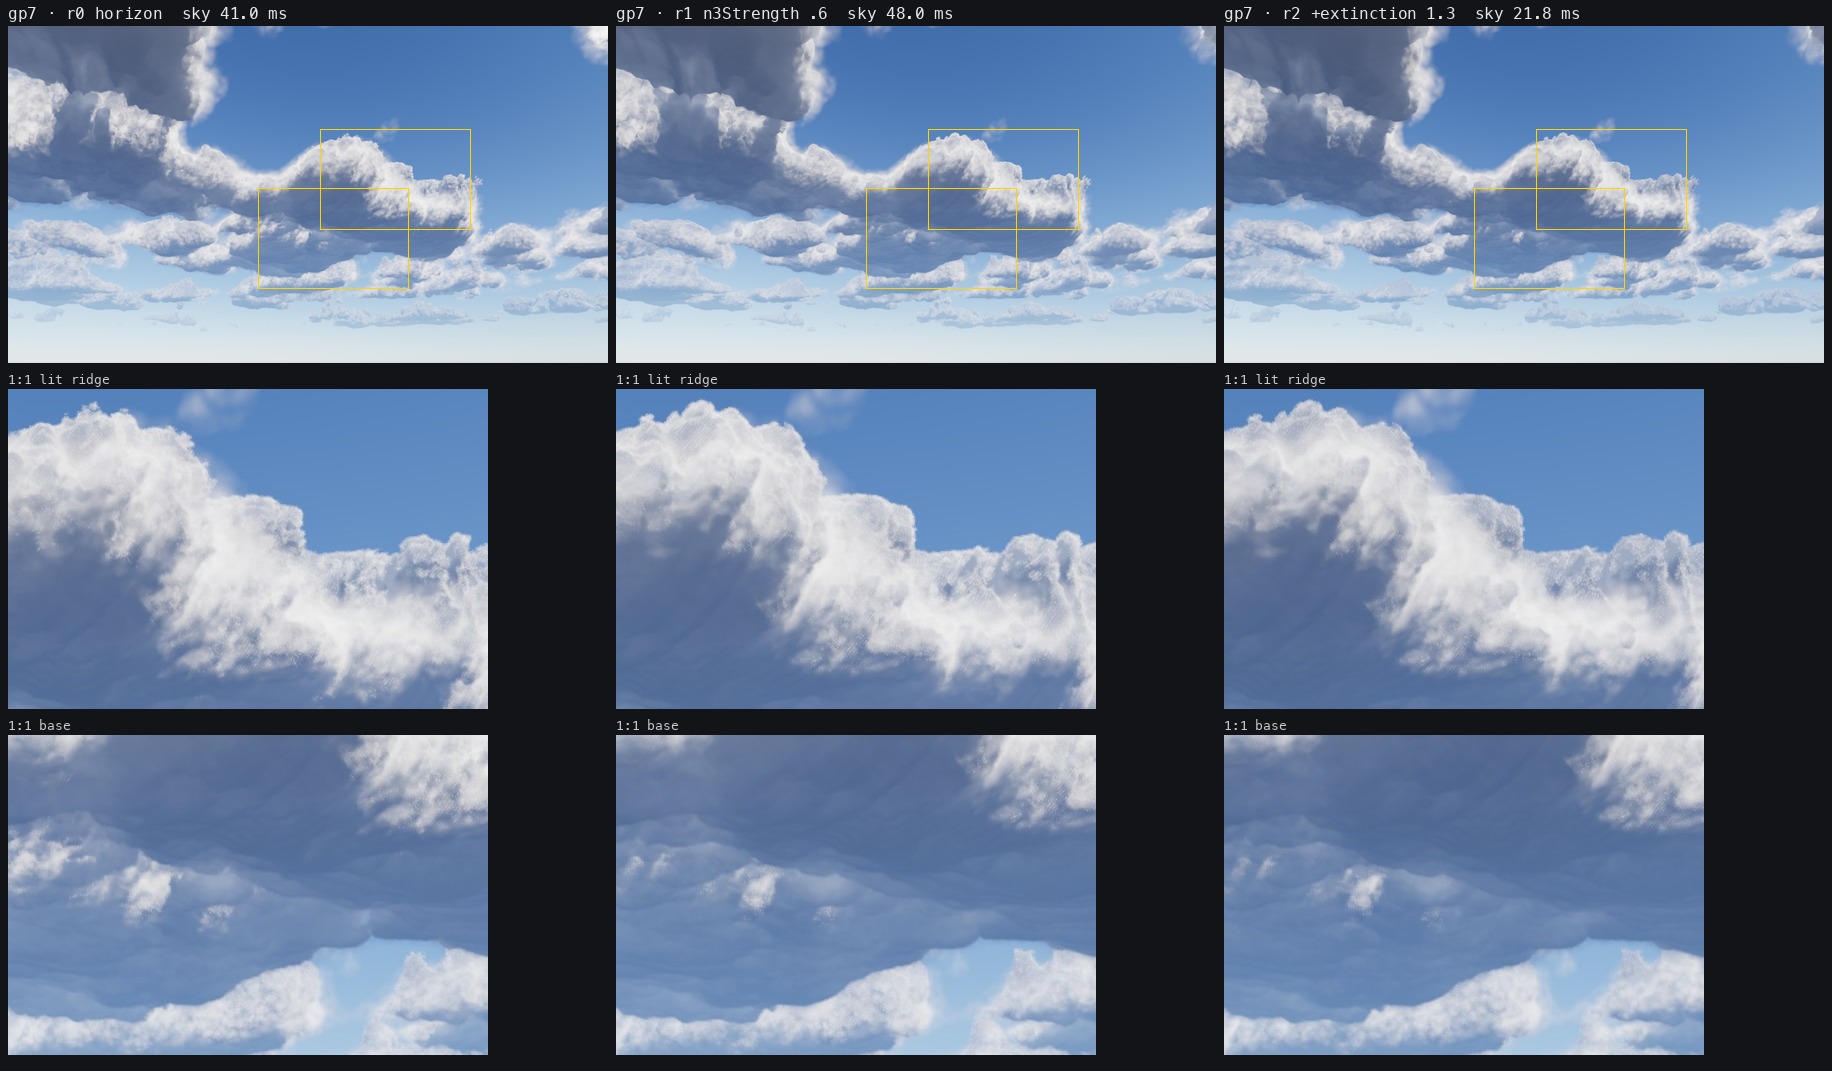 gp7 · r0 horizon  sky 41.0 ms
gp7 · r1 n3Strength .6  sky 48.0 ms
gp7 · r2 +extinction 1.3  sky 21.8 ms
1:1 lit ridge
1:1 lit ridge
1:1 lit ridge
1:1 base
1:1 base
1:1 base